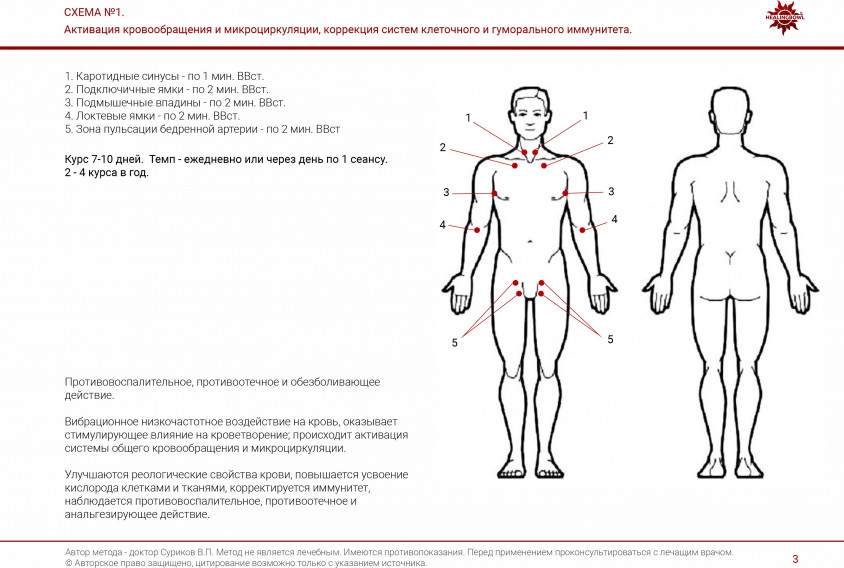 СХЕМА №1.
HEALINGBOWL
Активация кровообращения и микроциркуляции, коррекция систем клеточного и гуморального иммунитета.
1. Каротидные синусы - по 1 мин. ВВст.
2. Подключичные ямки - по 2 мин. ВВст.
3. Подмышечные впадины - по 2 мин. ВВст.
4. Локтевые ямки - по 2 мин. ВВст.
5. Зона пульсации бедренной артерии - по 2 мин. ВВст
Курс 7-10 дней. Темп - ежедневно или через день по 1 сеансу.
2 - 4 курса в год.
1
1
2
2
3
3
4
4
5
5
Противовоспалительное, противоотечное и обезболивающее
действие.
Вибрационное низкочастотное воздействие на кровь, оказывает
стимулирующее влияние на кроветворение; происходит активация
системы общего кровообращения и микроциркуляции.
Улучшаются реологические свойства крови, повышается усвоение
кислорода клетками и тканями, корректируется иммунитет,
наблюдается противовоспалительное, противоотечное и
анальгезирующее действие.
Автор метода - доктор Суриков В.П. Метод не является лечебным. Имеются противопоказания. Перед применением проконсультироваться с лечащим врачом.
© Авторское право защищено, цитирование возможно только с указанием источника.
3